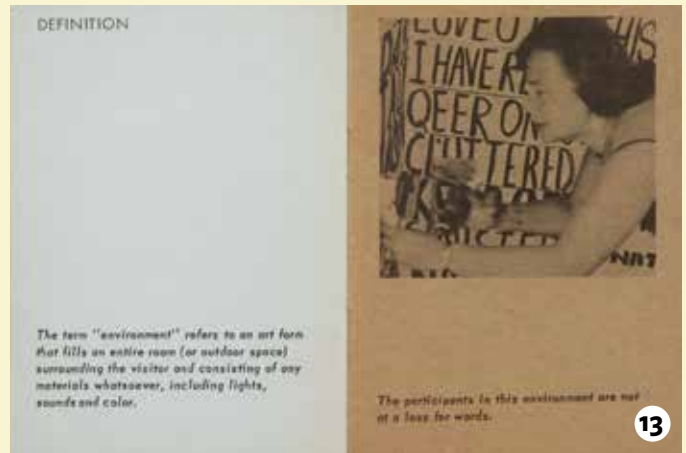 DEFINITION
The term "environment" refers to an art form
that fills an entire room (or outdoor space)
surrounding the visitor and consisting of any
materials whatsoever, including lights,
sounds and color.
LOVE U THIS
I HAVE RE
QEER ON
CLUTTERED
The participants in this environment are not
at a loss for words.
13